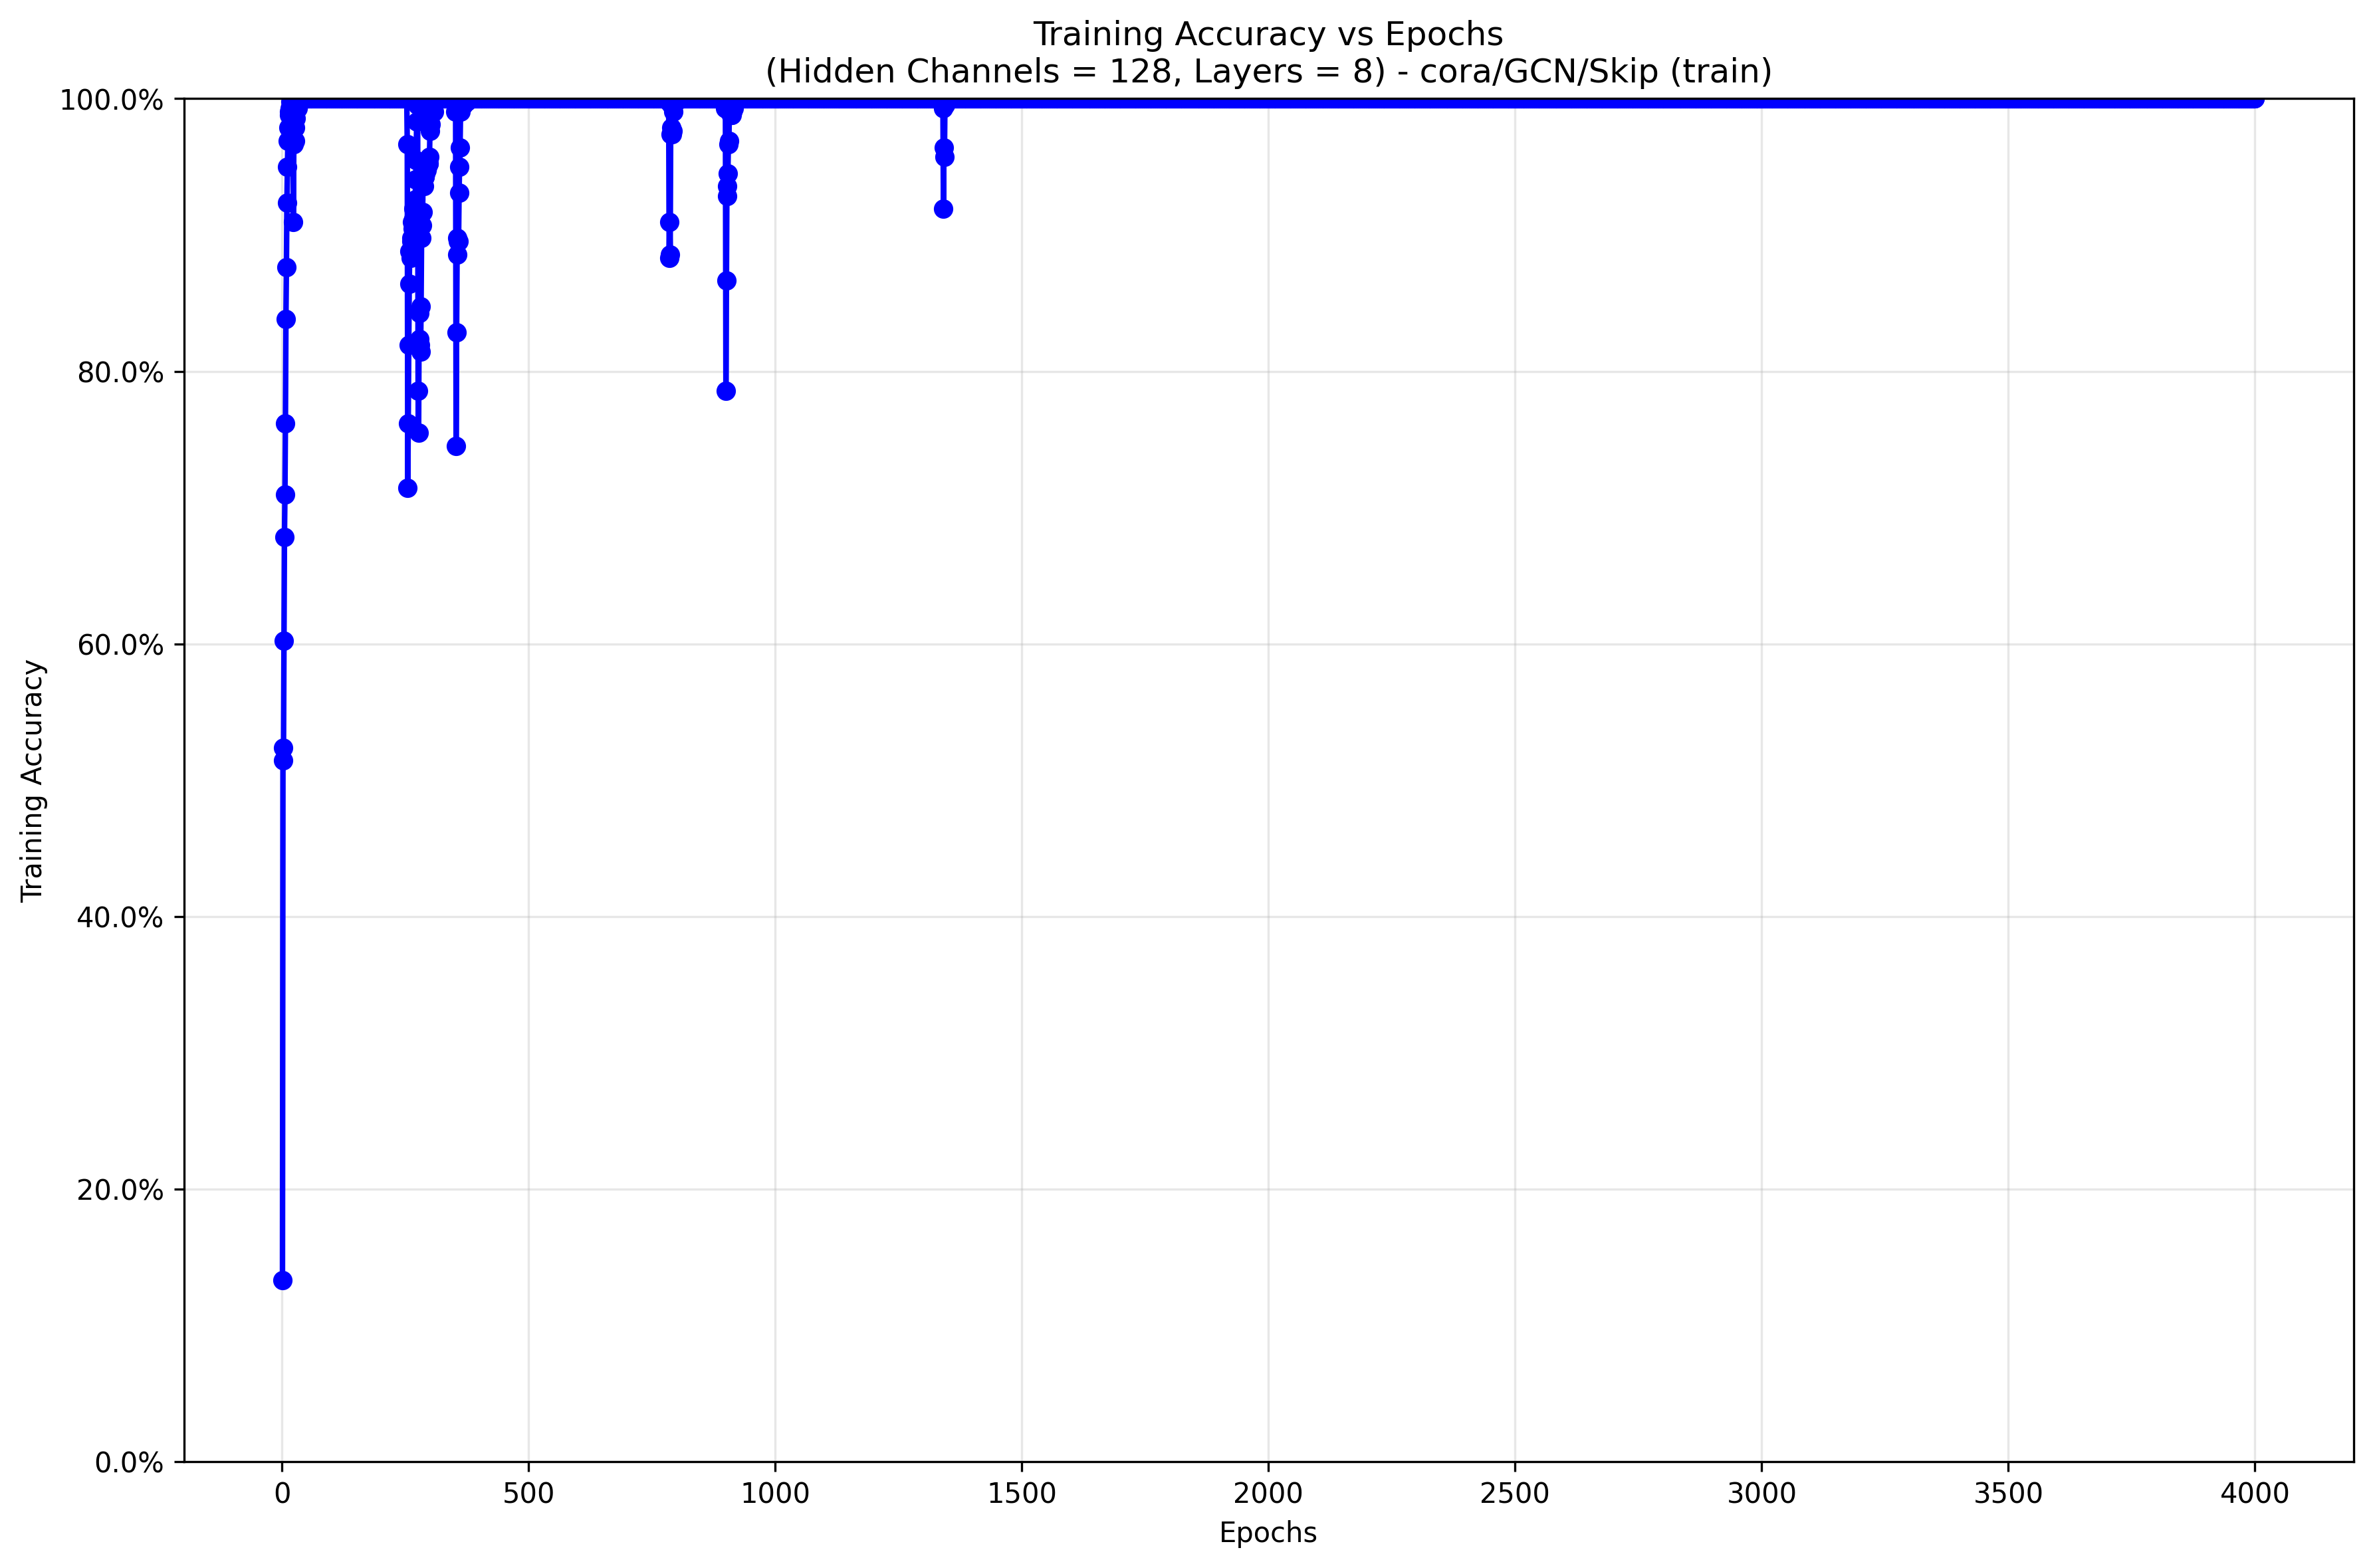 Training Accuracy vs Epochs
(Hidden Channels = 128, Layers = 8) - cora/GCN/Skip (train)
100.0%
80.0%
60.0%
40.0%
20.0%
0.0%
Training Accuracy
0 500 1000 1500 2000 2500 3000 3500 4000
Epochs